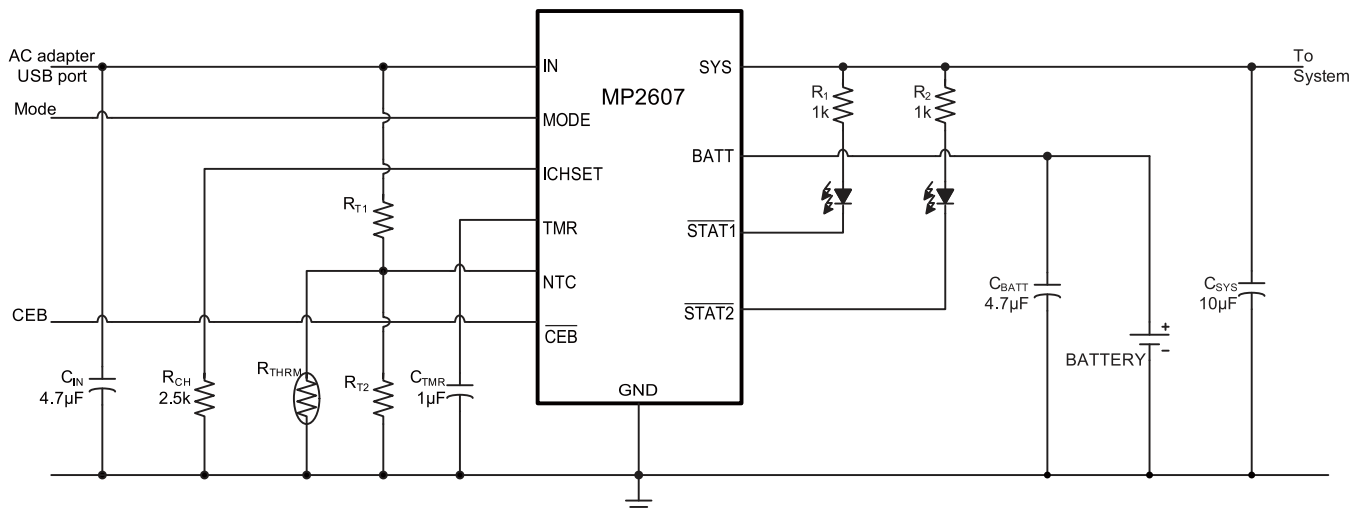 AC adapter
USB port
Mode
CEB
MP2607
IN
MODE
ICHSET
TMR
NTC
CEB
GND
SYS
BATT
STAT1
STAT2
R1
1k
R2
1k
To
System
RT1
CIN
4.7µF
RCH
2.5k
RTHRM
RT2
CTMR
1µF
CBATT
4.7µF
BATTERY
+
–
CSYS
10µF